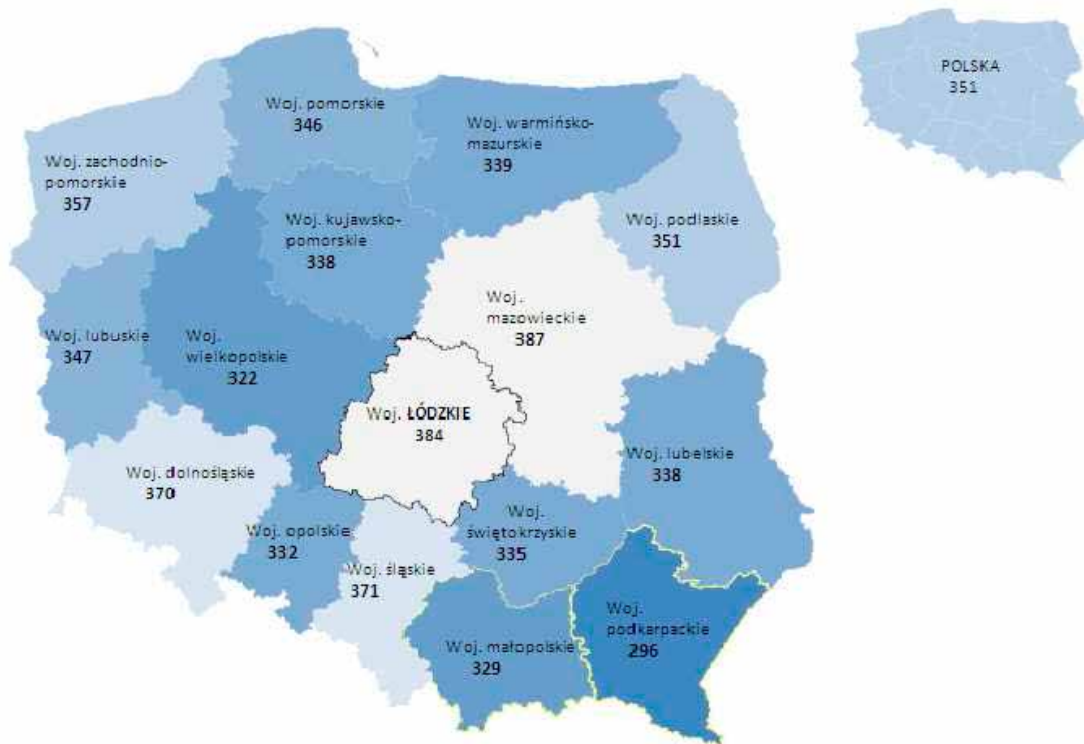 POLSKA
351
Woj. pomorskie
346
Woj. warmińsko-
mazurskie
339
Woj. zachodnio-
pomorskie
357
Woj. kujawsko-
pomorskie
338
Woj. podlaskie
351
Woj.
mazowieckie
387
Woj. lubuskie
347
Woj.
wielkopolskie
322
Woj. ŁÓDZKIE
384
Woj. lubelskie
338
Woj. dolnośląskie
370
Woj. opolskie
332
Woj.
świętokrzyskie
335
Woj. śląskie
371
Woj.
podkarpackie
296
Woj. małopolskie
329